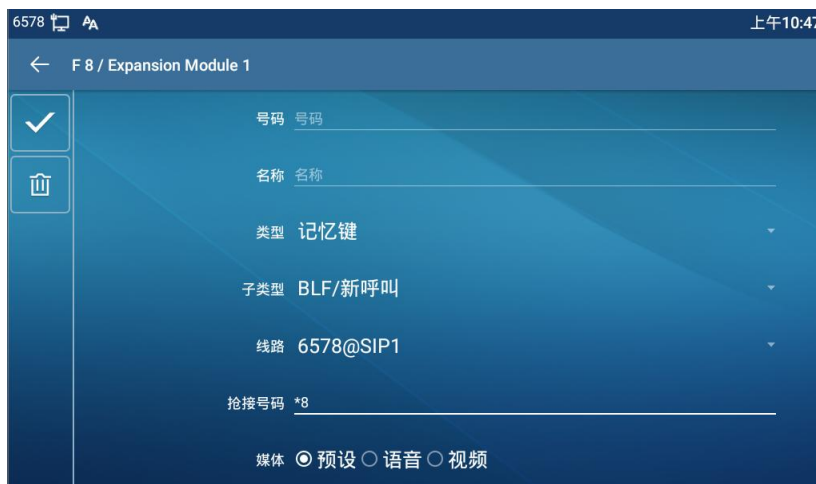 6578 AA 上午10:47
F 8 / Expansion Module 1
号码 号码
名称 名称
类型 记忆键
子类型 BLF/新呼叫
线路 6578@SIP1
抢接号码 *8
媒体 预设 语音 视频